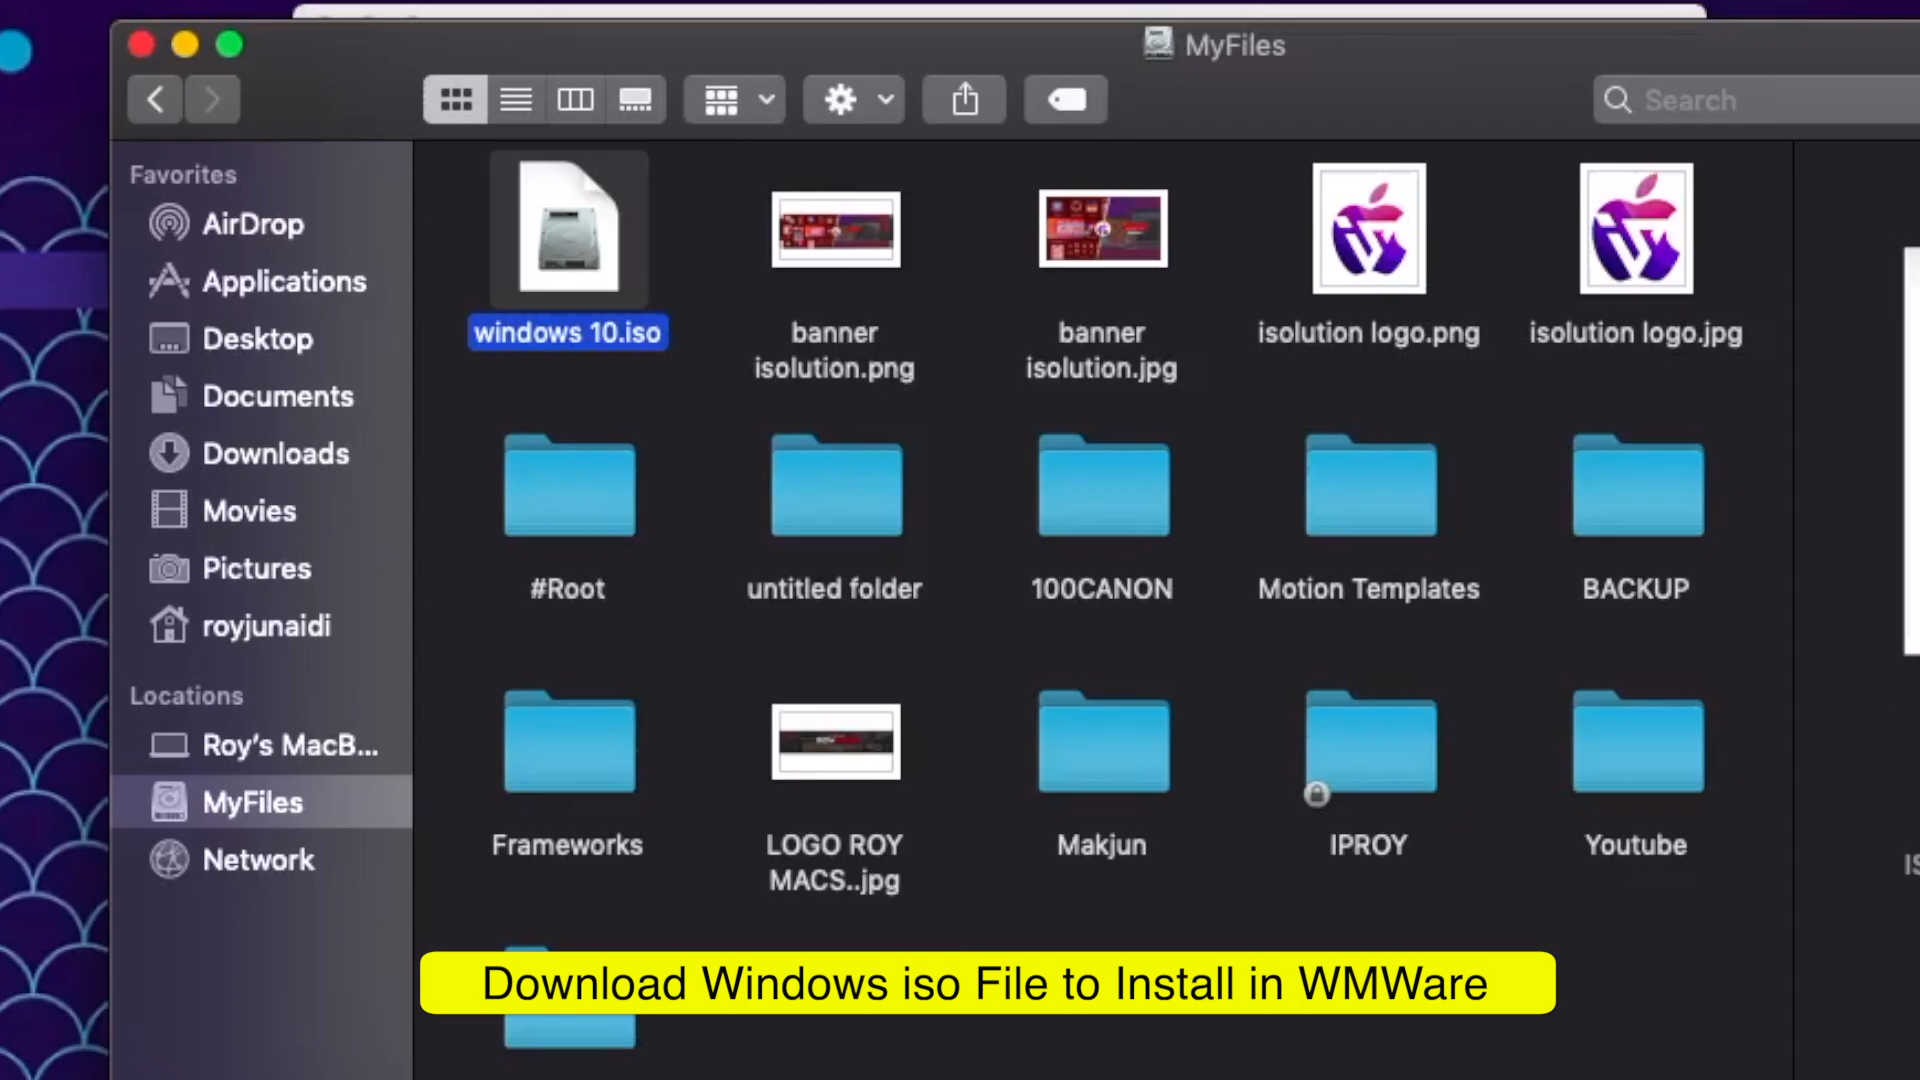 MyFiles
Search
Favorites
AirDrop
Applications
Desktop
Documents
Downloads
Movies
Pictures
royjunaidi
Locations
Roy's MacB...
MyFiles
Network
windows 10.iso
banner
isolution.png
banner
isolution.jpg
isolution logo.png
isolution logo.jpg
#Root
untitled folder
100CANON
Motion Templates
BACKUP
Frameworks
LOGO ROY
MACS..jpg
Makjun
IPROY
Youtube
Download Windows iso File to Install in WMWare